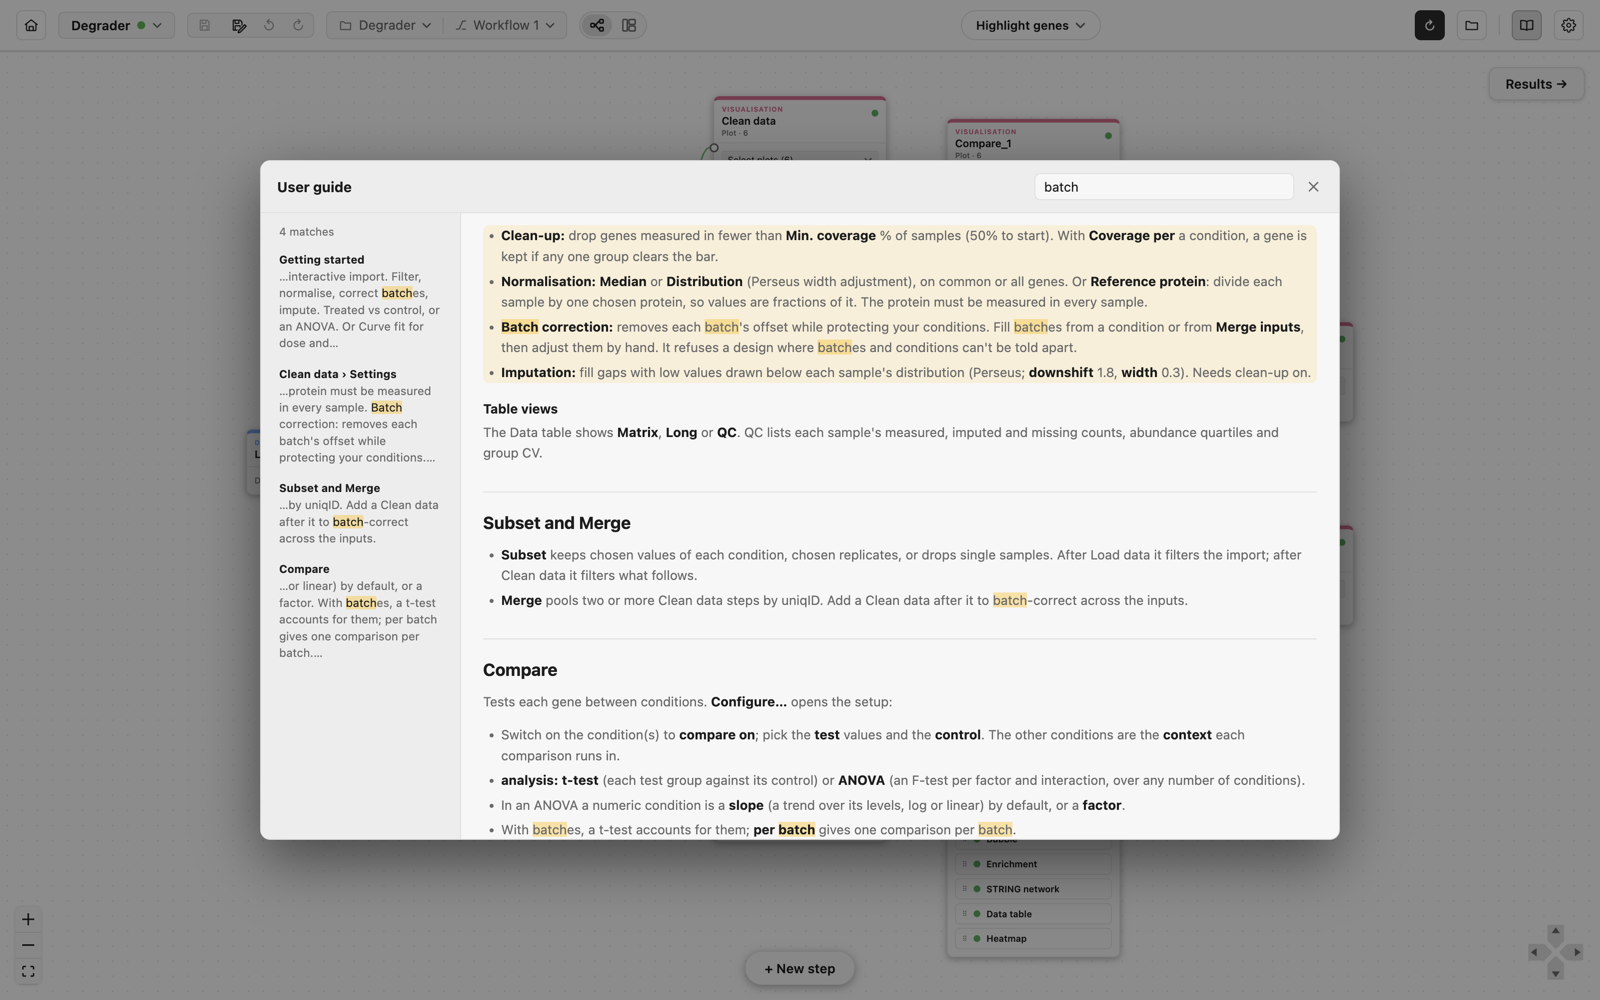 Degrader
Degrader
Workflow 1
Highlight genes
Results →
VISUALISATION
Clean data
Plot · 6
Select plots (6)
VISUALISATION
Compare_1
Plot · 6
User guide
batch
4 matches
Getting started
...interactive import. Filter,
normalise, correct batches,
impute. Treated vs control, or
an ANOVA. Or Curve fit for
dose and...
Clean data › Settings
...protein must be measured
in every sample. Batch
correction: removes each
batch's offset while
protecting your conditions....
Subset and Merge
...by uniqID. Add a Clean data
after it to batch-correct
across the inputs.
Compare
...or linear) by default, or a
factor. With batches, a t-test
accounts for them; per batch
gives one comparison per
batch....
• Clean-up: drop genes measured in fewer than Min. coverage % of samples (50% to start). With Coverage per a condition, a gene is
kept if any one group clears the bar.
• Normalisation: Median or Distribution (Perseus width adjustment), on common or all genes. Or Reference protein: divide each
sample by one chosen protein, so values are fractions of it. The protein must be measured in every sample.
• Batch correction: removes each batch's offset while protecting your conditions. Fill batches from a condition or from Merge inputs,
then adjust them by hand. It refuses a design where batches and conditions can't be told apart.
• Imputation: fill gaps with low values drawn below each sample's distribution (Perseus; downshift 1.8, width 0.3). Needs clean-up on.
Table views
The Data table shows Matrix, Long or QC. QC lists each sample's measured, imputed and missing counts, abundance quartiles and
group CV.
Subset and Merge
• Subset keeps chosen values of each condition, chosen replicates, or drops single samples. After Load data it filters the import; after
Clean data it filters what follows.
• Merge pools two or more Clean data steps by uniqID. Add a Clean data after it to batch-correct across the inputs.
Compare
Tests each gene between conditions. Configure... opens the setup:
• Switch on the condition(s) to compare on; pick the test values and the control. The other conditions are the context each
comparison runs in.
• analysis: t-test (each test group against its control) or ANOVA (an F-test per factor and interaction, over any number of conditions).
• In an ANOVA a numeric condition is a slope (a trend over its levels, log or linear) by default, or a factor.
• With batches, a t-test accounts for them; per batch gives one comparison per batch.
Bubble
Enrichment
STRING network
Data table
Heatmap
+ New step